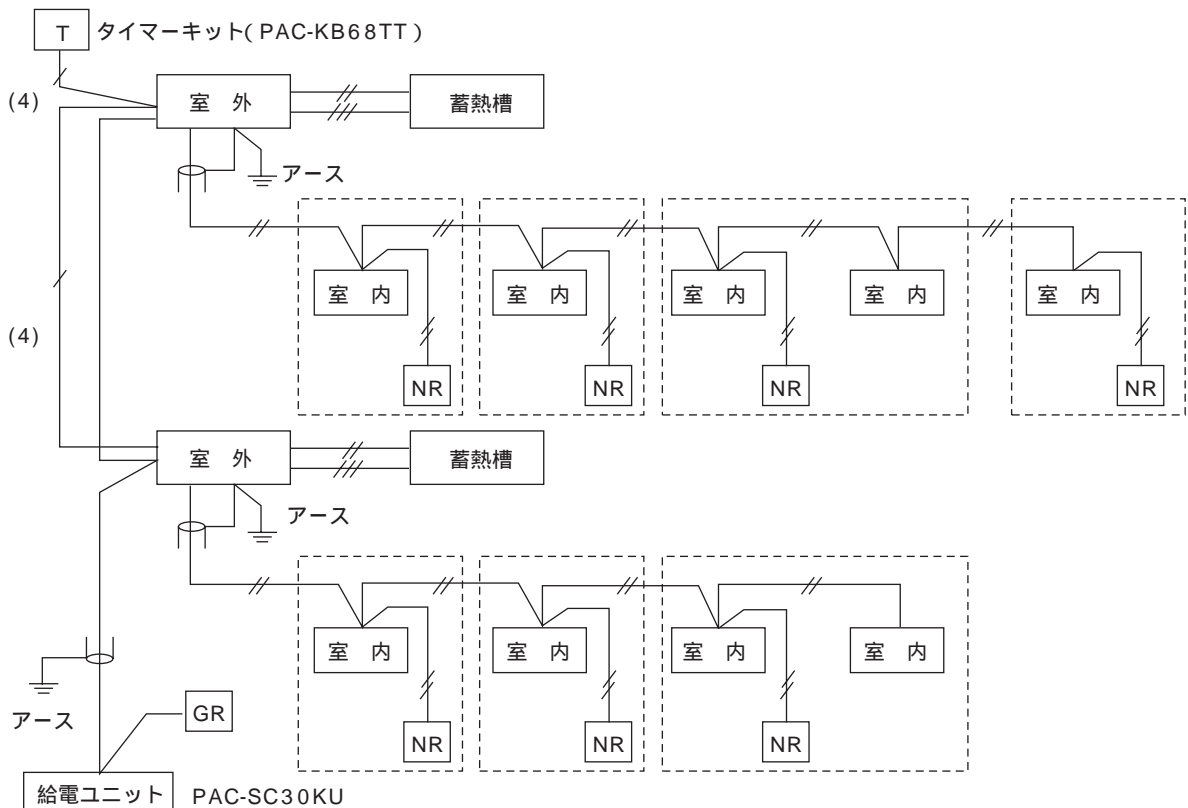 T タイマーキット(PAC-KB68TT)
(4)
室 外 蓄熱槽
アース
室 内 室 内 室 内 室 内 室 内
(4)
NR NR NR NR
室 外 蓄熱槽
アース
室 内 室 内 室 内 室 内
アース
GR
NR NR NR
給電ユニット PAC-SC30KU